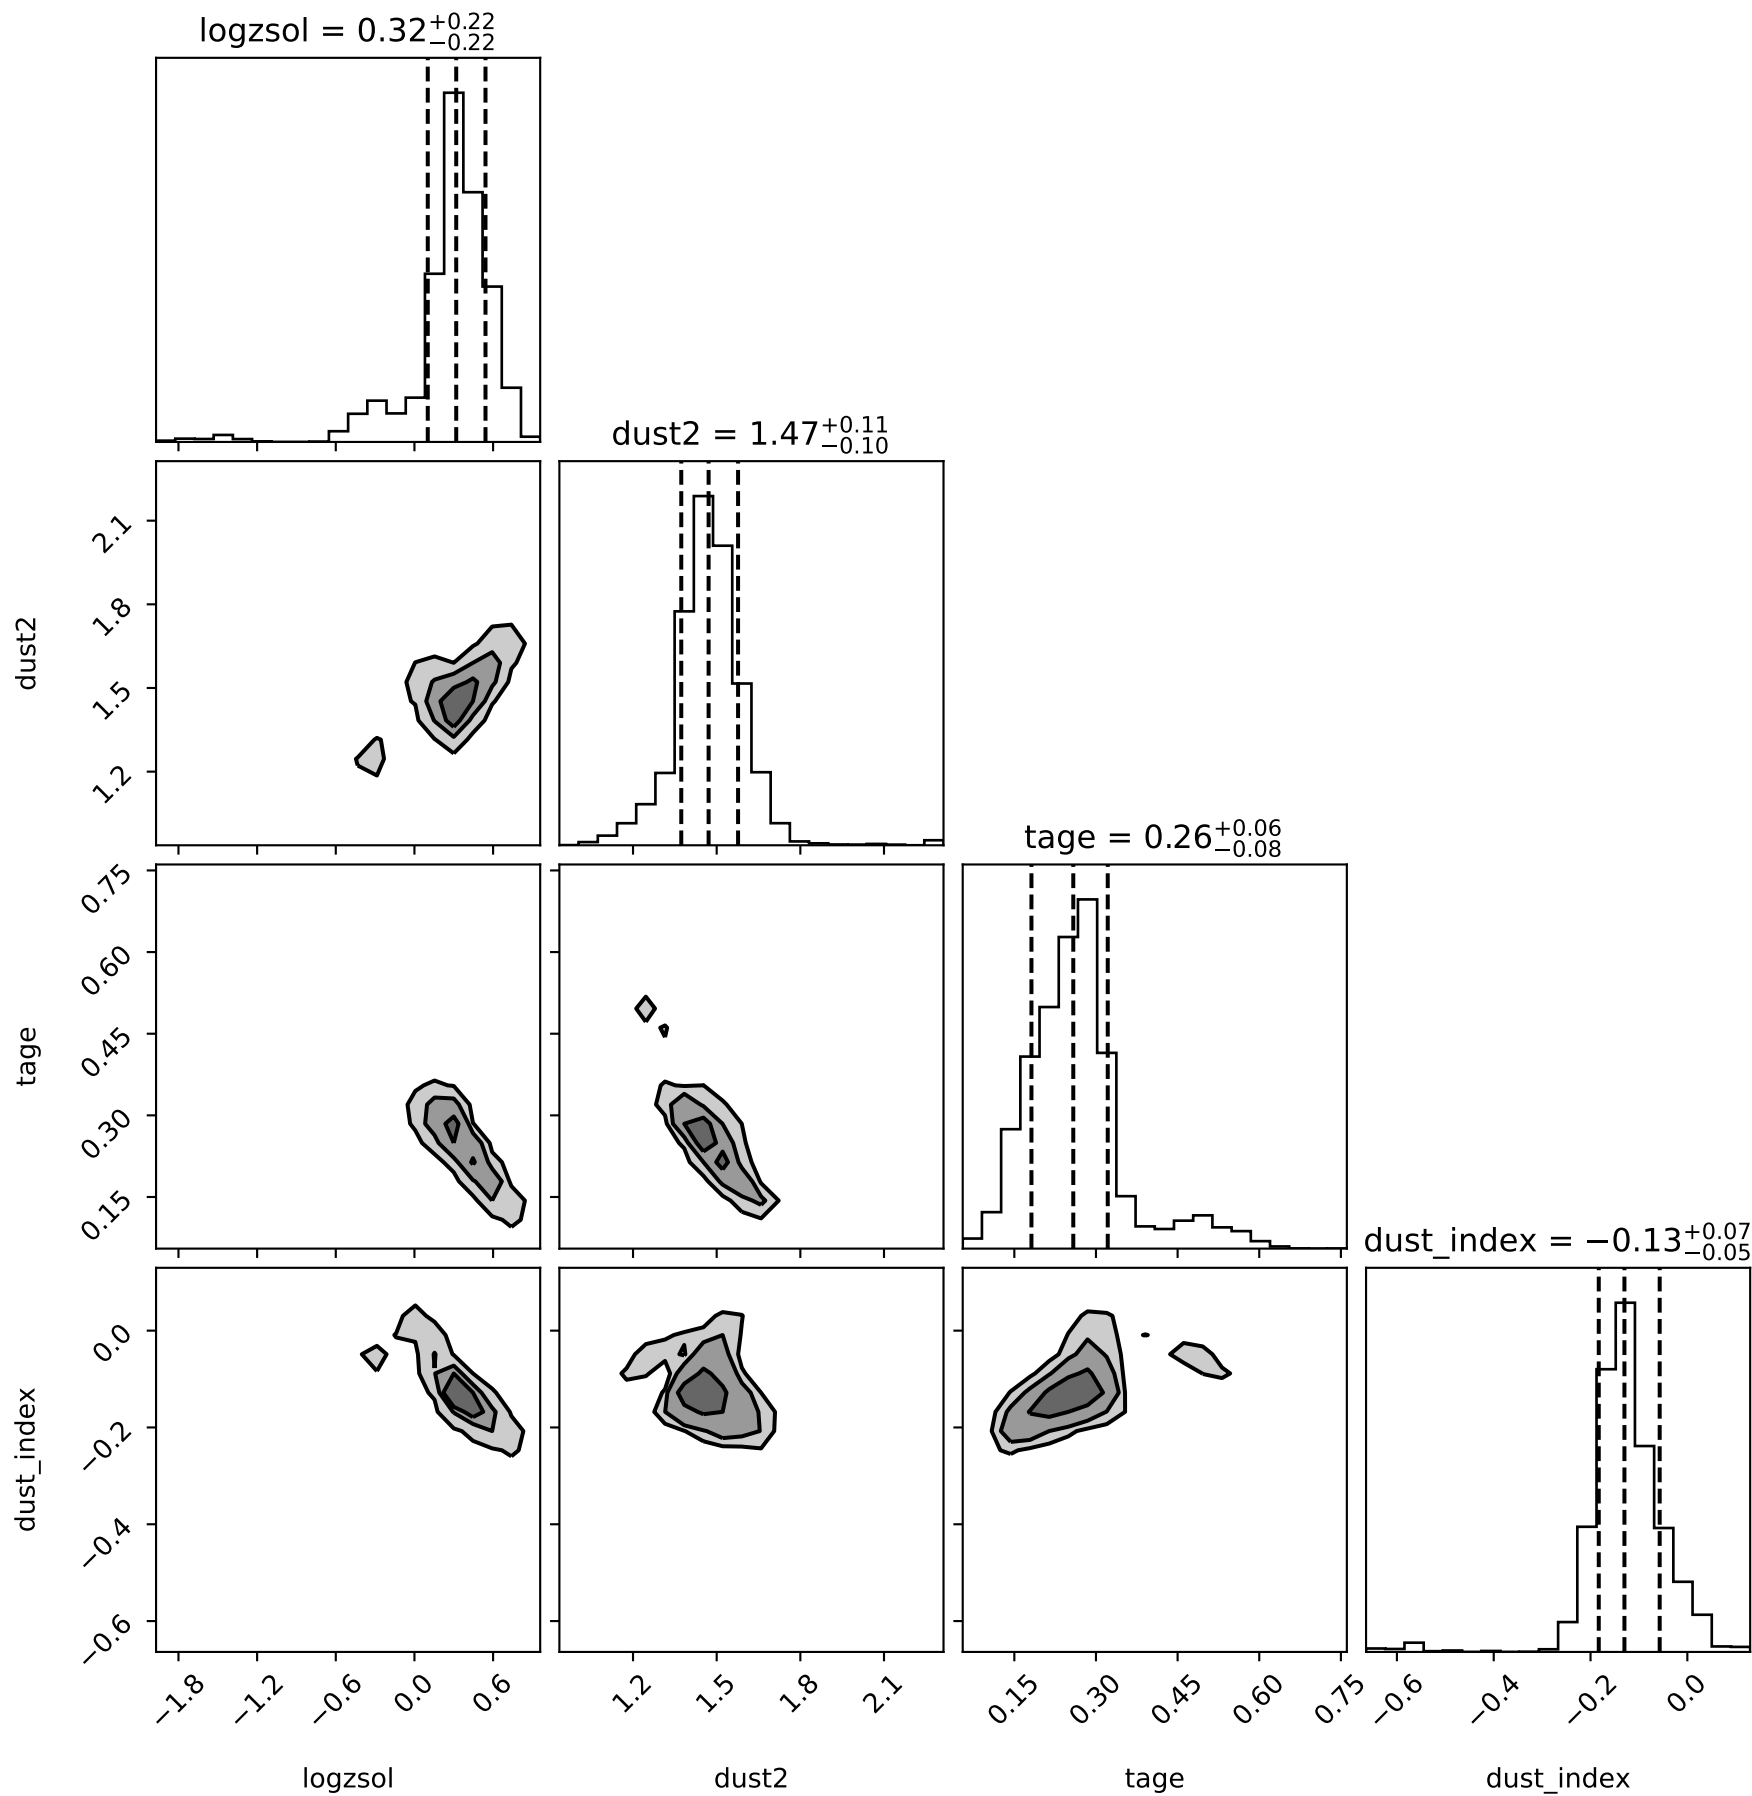 logzsol = 0.32+0.22−0.22
dust2 = 1.47+0.11−0.10
2.1
1.8
1.5
1.2
dust2
tage = 0.26+0.06−0.08
0.75
0.60
0.45
0.30
0.15
tage
dust_index = −0.13+0.07−0.05
0.0
−0.2
−0.4
−0.6
dust_index
−1.8 −1.2 −0.6 0.0 0.6
1.2 1.5 1.8 2.1
0.15 0.30 0.45 0.60 0.75
−0.6 −0.4 −0.2 0.0
logzsol dust2 tage dust_index